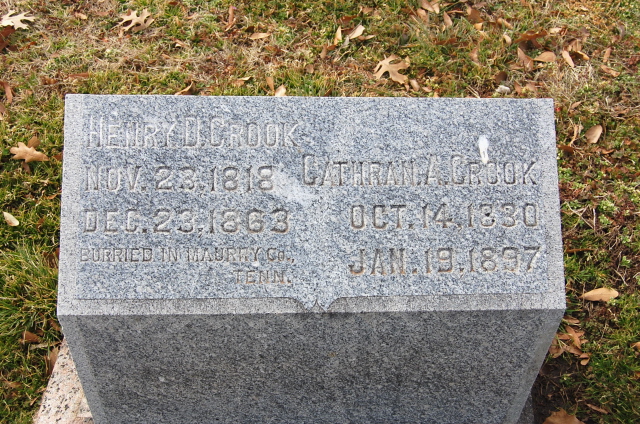 HENRY.D.CROOK
NOV.23.1818
DEC.23.1863
BURRIED IN MAUREY CO.,
TENN.
CATHRAN.A.CROOK
OCT.14.1830
JAN.19.1897